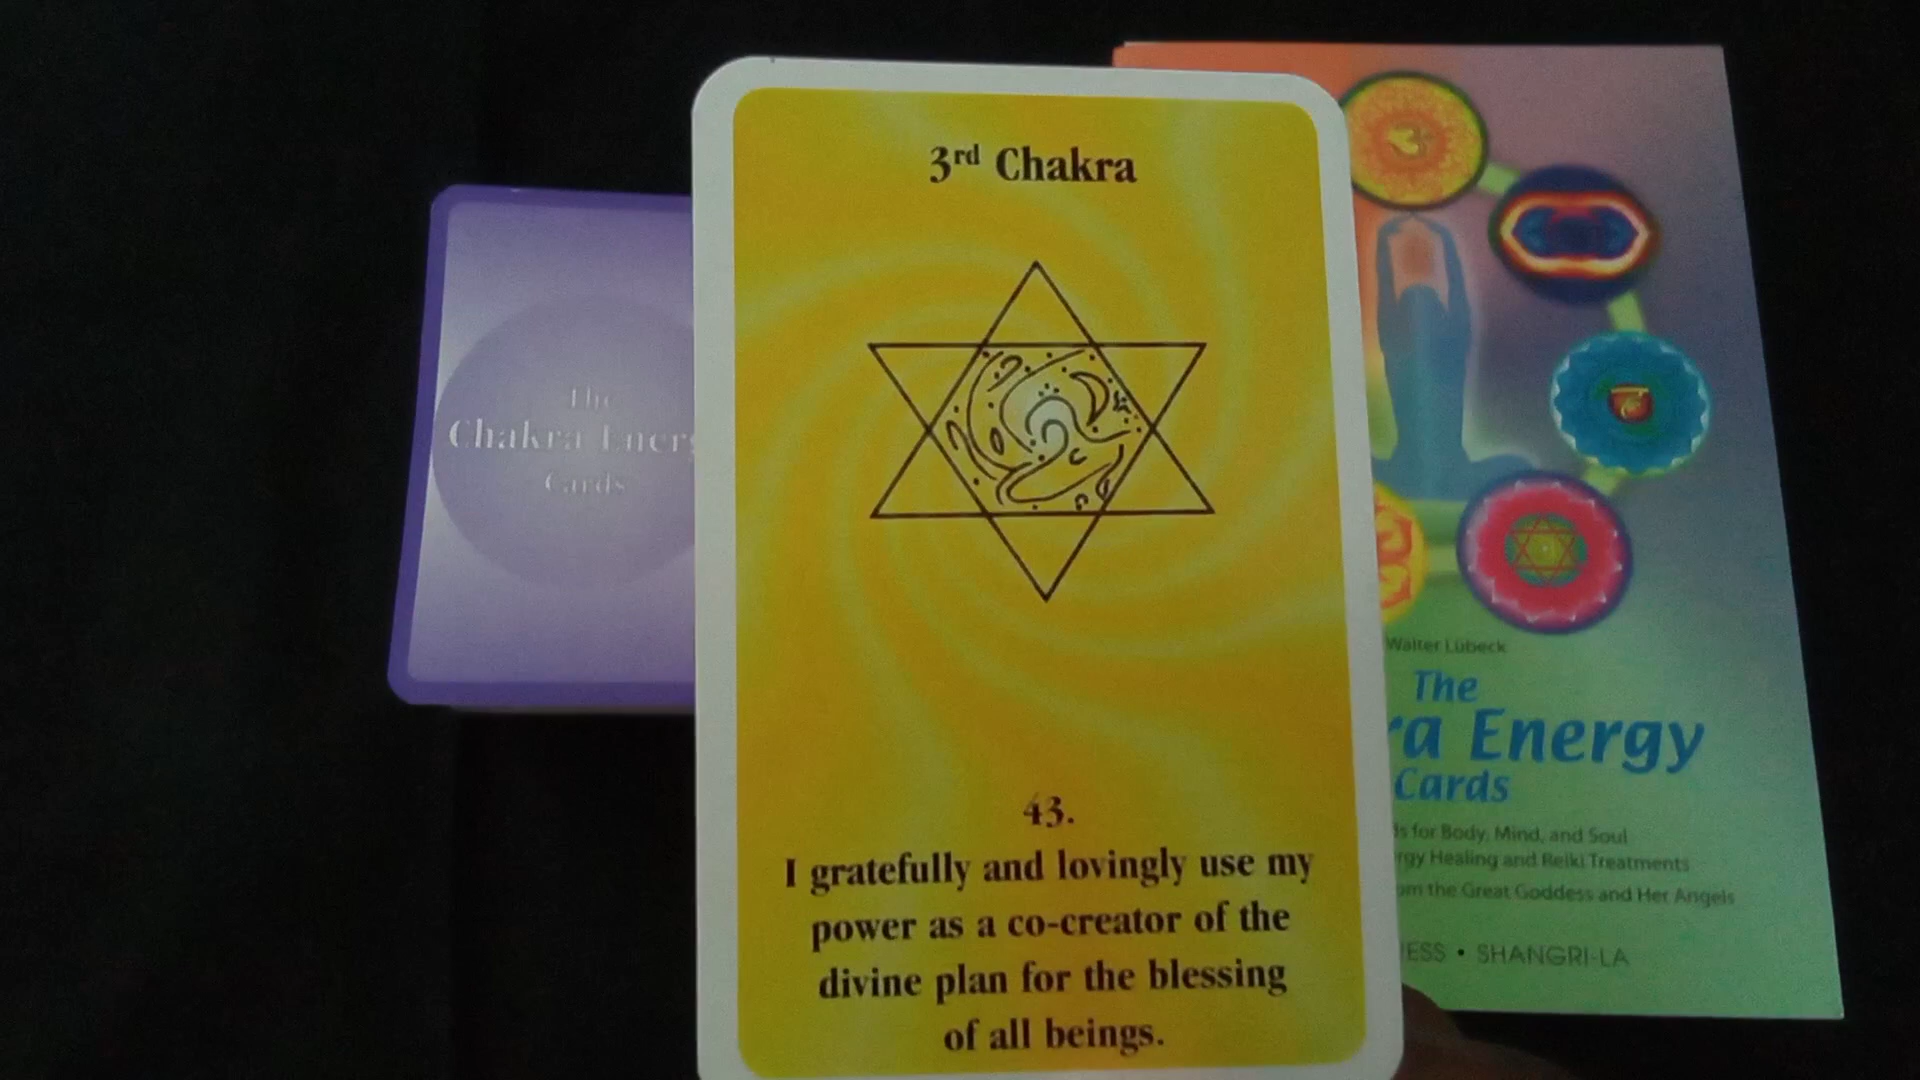 3rd Chakra
43.
I gratefully and lovingly use my
power as a co-creator of the
divine plan for the blessing
of all beings.
The
Chakra Energ
Cards
Walter Lübeck
The
ra Energy
Cards
for Body, Mind, and Soul
rgy Healing and Reiki Treatments
om the Great Goddess and Her Angels
ESS • SHANGRI-LA